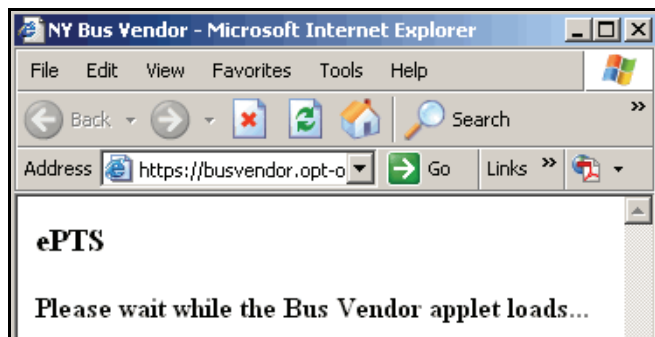 NY Bus Vendor - Microsoft Internet Explorer
File Edit View Favorites Tools Help
Back Search »
Address https://busvendor.opt-o Go Links »
ePTS
Please wait while the Bus Vendor applet loads...